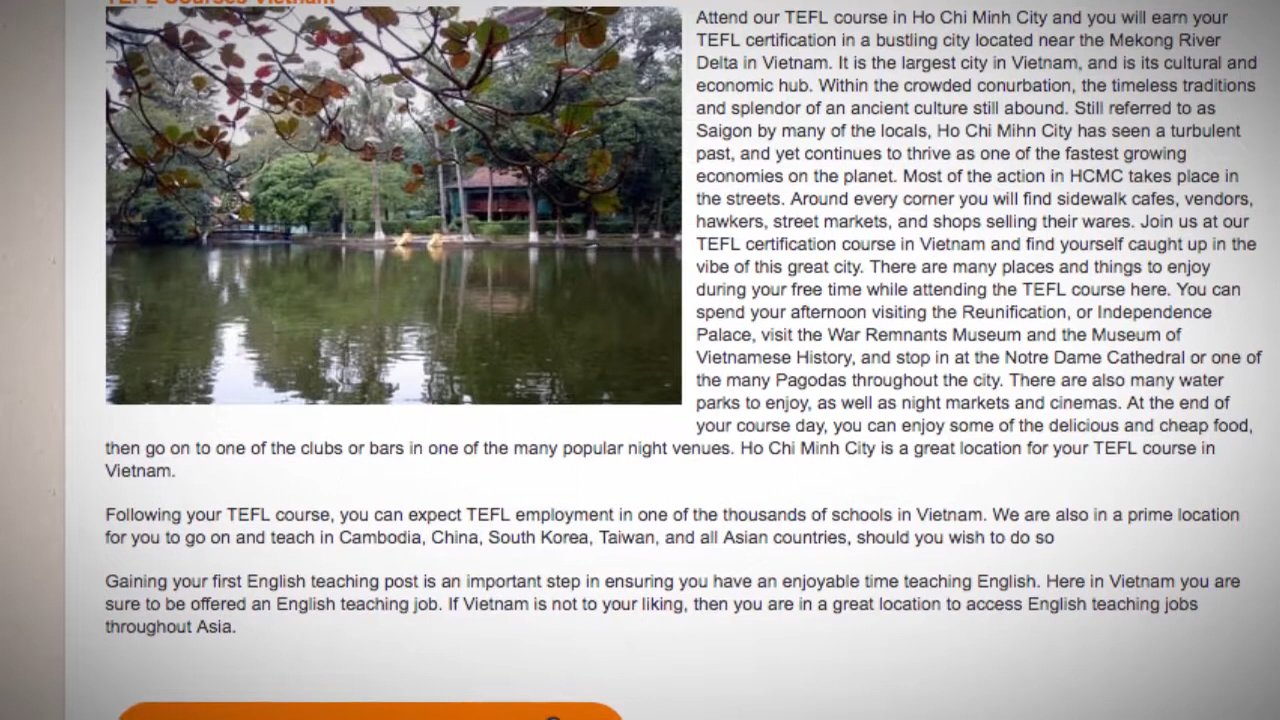 TEFL Courses Vietnam
Attend our TEFL course in Ho Chi Minh City and you will earn your
TEFL certification in a bustling city located near the Mekong River
Delta in Vietnam. It is the largest city in Vietnam, and is its cultural and
economic hub. Within the crowded conurbation, the timeless traditions
and splendor of an ancient culture still abound. Still referred to as
Saigon by many of the locals, Ho Chi Mihn City has seen a turbulent
past, and yet continues to thrive as one of the fastest growing
economies on the planet. Most of the action in HCMC takes place in
the streets. Around every corner you will find sidewalk cafes, vendors,
hawkers, street markets, and shops selling their wares. Join us at our
TEFL certification course in Vietnam and find yourself caught up in the
vibe of this great city. There are many places and things to enjoy
during your free time while attending the TEFL course here. You can
spend your afternoon visiting the Reunification, or Independence
Palace, visit the War Remnants Museum and the Museum of
Vietnamese History, and stop in at the Notre Dame Cathedral or one of
the many Pagodas throughout the city. There are also many water
parks to enjoy, as well as night markets and cinemas. At the end of
your course day, you can enjoy some of the delicious and cheap food,
then go on to one of the clubs or bars in one of the many popular night venues. Ho Chi Minh City is a great location for your TEFL course in
Vietnam.
Following your TEFL course, you can expect TEFL employment in one of the thousands of schools in Vietnam. We are also in a prime location
for you to go on and teach in Cambodia, China, South Korea, Taiwan, and all Asian countries, should you wish to do so
Gaining your first English teaching post is an important step in ensuring you have an enjoyable time teaching English. Here in Vietnam you are
sure to be offered an English teaching job. If Vietnam is not to your liking, then you are in a great location to access English teaching jobs
throughout Asia.